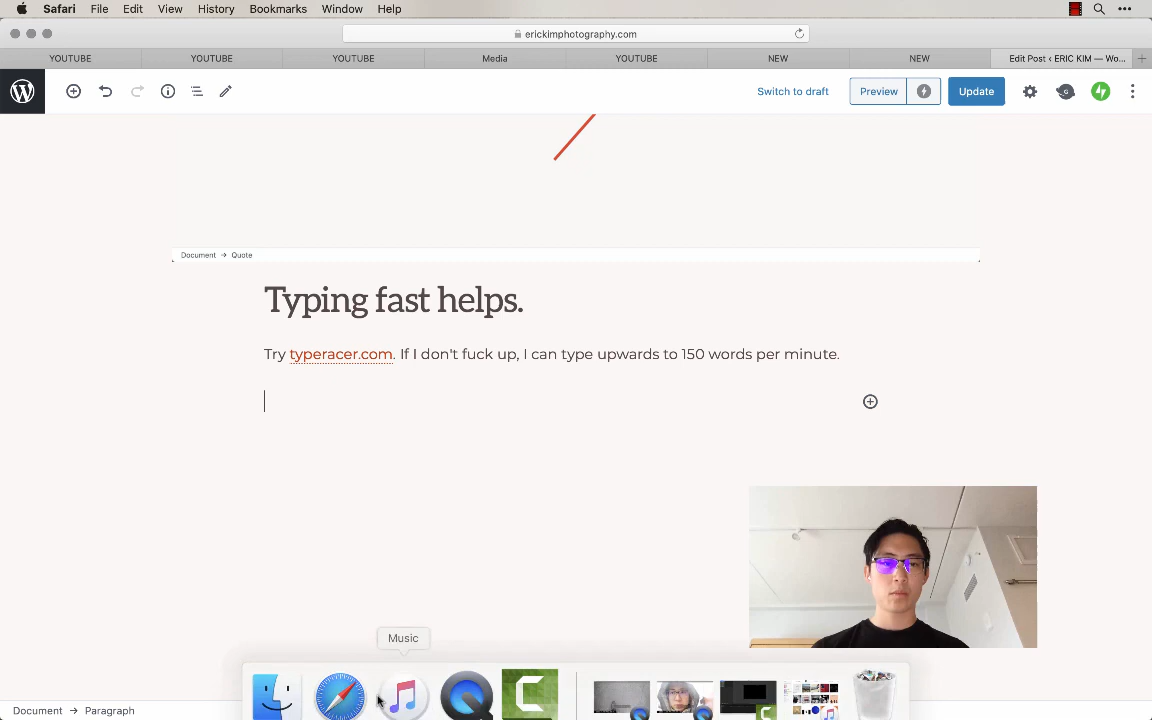 Safari File Edit View History Bookmarks Window Help
erickimphotography.com
YOUTUBE YOUTUBE YOUTUBE Media YOUTUBE NEW NEW Edit Post ‹ ERIC KIM — Wo...
Switch to draft Preview Update
Document → Quote
Typing fast helps.
Try typeracer.com. If I don't fuck up, I can type upwards to 150 words per minute.
Music
Document → Paragraph